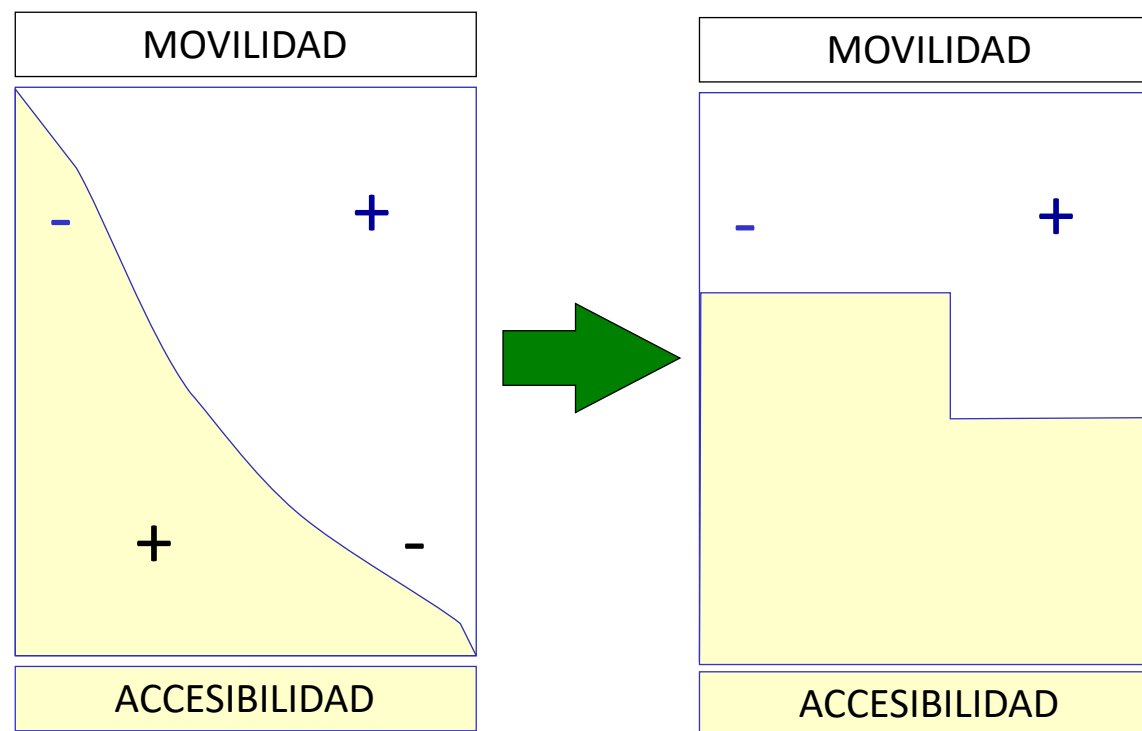 MOVILIDAD
- +
+ -
ACCESIBILIDAD
MOVILIDAD
- +
ACCESIBILIDAD